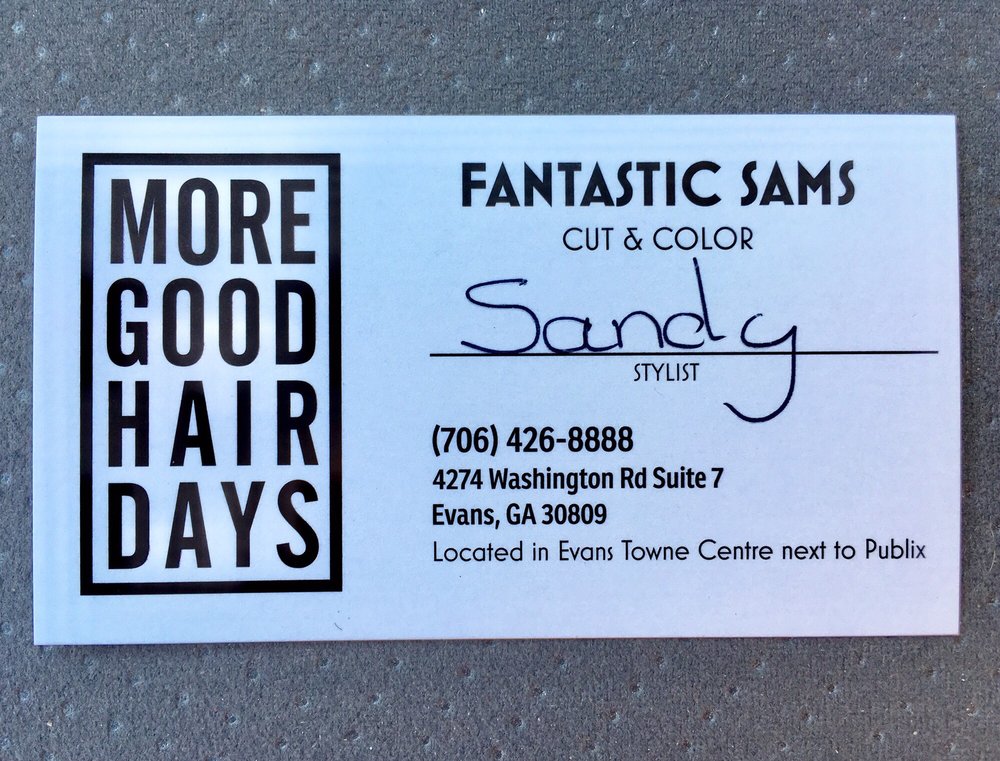 MORE
GOOD
HAIR
DAYS
FANTASTIC SAMS
CUT & COLOR
Sandy
STYLIST
(706) 426-8888
4274 Washington Rd Suite 7
Evans, GA 30809
Located in Evans Towne Centre next to Publix